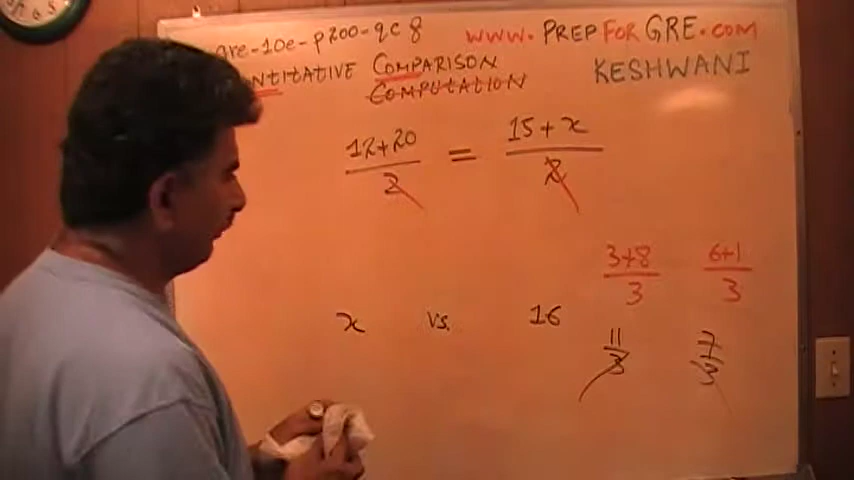 gre-10e-p200-qc 8
WWW. PREPFORGRE.COM
COMPARISON
COMPUTATION
KESHWANI
12+20
2
=
15+x
2
3+8
3
6+1
3
x vs. 16
11
3
7
3